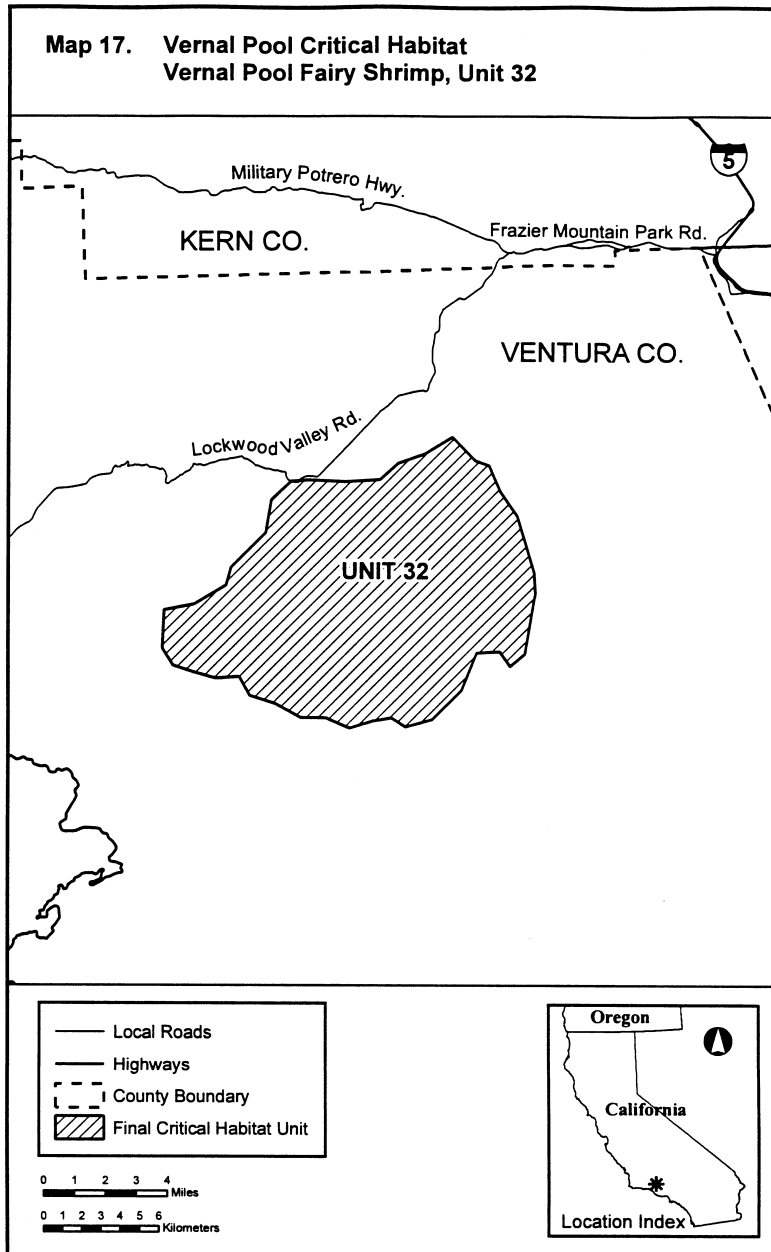 Map 17. Vernal Pool Critical Habitat
Vernal Pool Fairy Shrimp, Unit 32
5
Military Potrero Hwy.
Frazier Mountain Park Rd.
KERN CO.
VENTURA CO.
Lockwood Valley Rd.
UNIT 32
Local Roads
Highways
County Boundary
Final Critical Habitat Unit
0 1 2 3 4
Miles
0 1 2 3 4 5 6
Kilometers
Oregon
California
Location Index